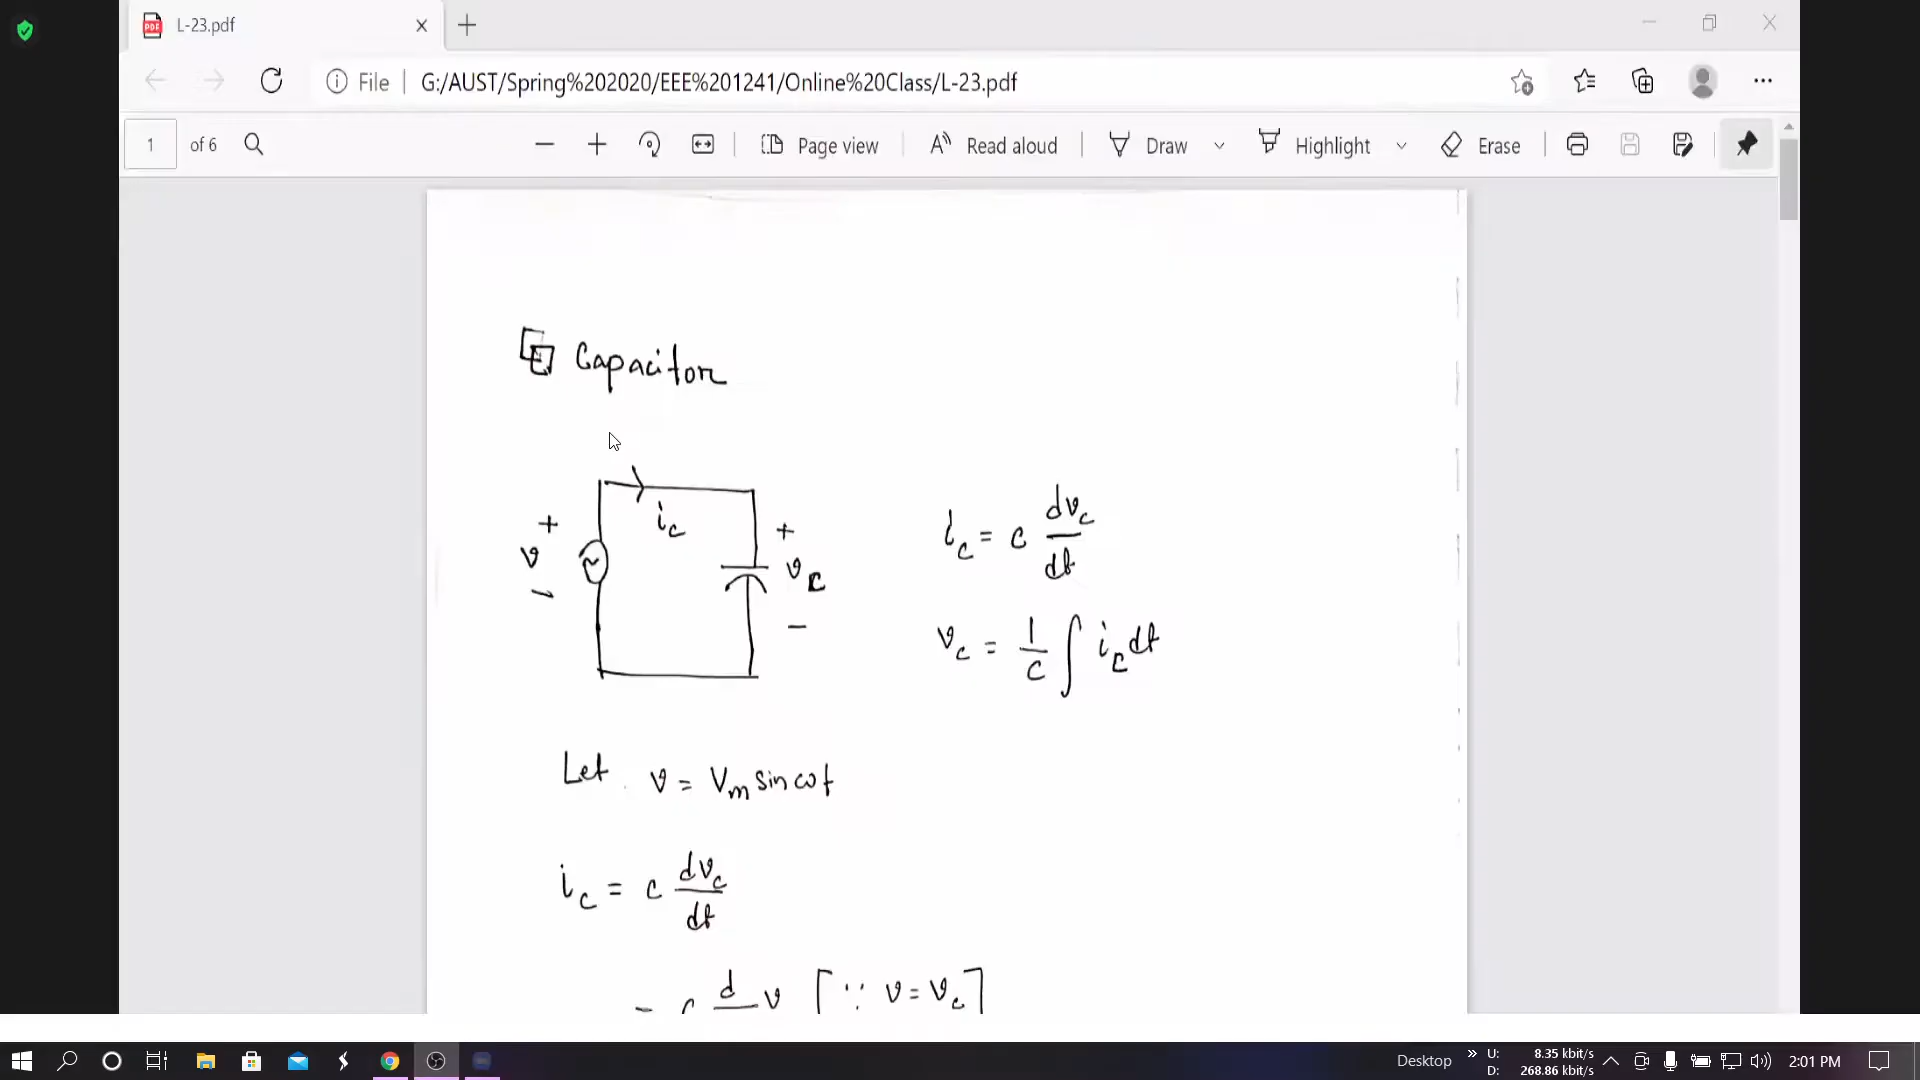 L-23.pdf
File | G:/AUST/Spring%202020/EEE%201241/Online%20Class/L-23.pdf
1 of 6 Page view Read aloud Draw Highlight Erase
Capacitor
i_c
+ v −
+ v_c −
i_c = c dv_c/dt
v_c = 1/c ∫ i_c dt
Let v = V_m sin ωt
i_c = c dv_c/dt
= c d/ v [∵ v = v_c]
Desktop » U: 8.35 kbit/s
D: 268.86 kbit/s
2:01 PM